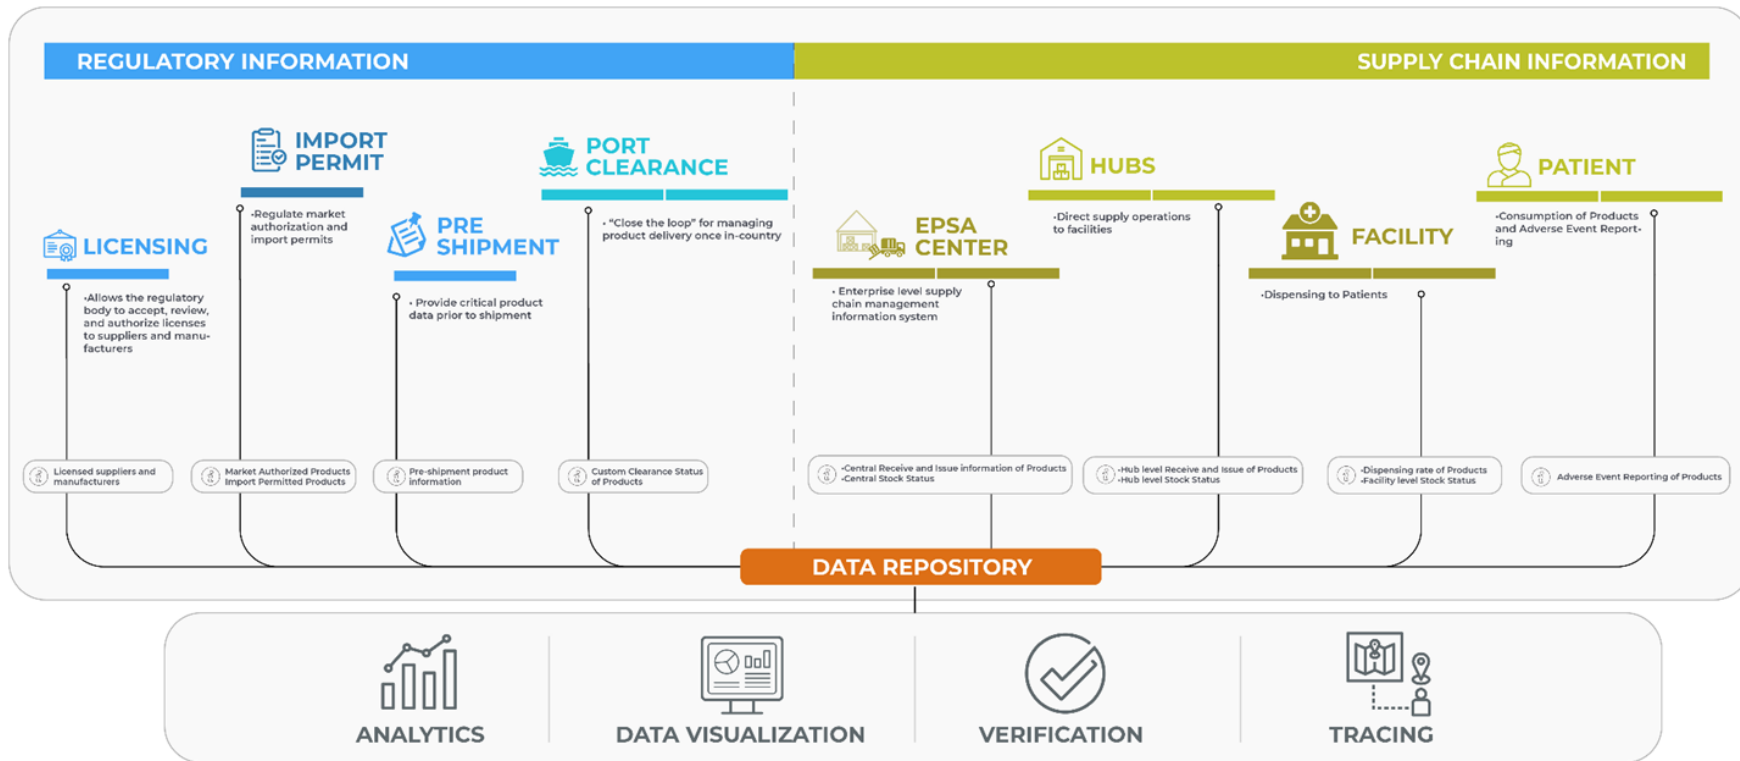 REGULATORY INFORMATION
SUPPLY CHAIN INFORMATION
LICENSING
•Allows the regulatory
body to accept, review,
and authorize licenses
to suppliers and manu-
facturers
IMPORT
PERMIT
•Regulate market
authorization and
import permits
PRE
SHIPMENT
• Provide critical product
data prior to shipment
PORT
CLEARANCE
• “Close the loop” for managing
product delivery once in-country
EPSA
CENTER
• Enterprise level supply
chain management
information system
HUBS
•Direct supply operations
to facilities
FACILITY
•Dispensing to Patients
PATIENT
•Consumption of Products
and Adverse Event Report-
ing
Licensed suppliers and
manufacturers
Market Authorized Products
Import Permitted Products
Pre-shipment product
information
Custom Clearance Status
of Products
•Central Receive and Issue information of Products
•Central Stock Status
•Hub level Receive and Issue of Products
•Hub level Stock Status
•Dispensing rate of Products
•Facility level Stock Status
Adverse Event Reporting of Products
DATA REPOSITORY
ANALYTICS
DATA VISUALIZATION
VERIFICATION
TRACING